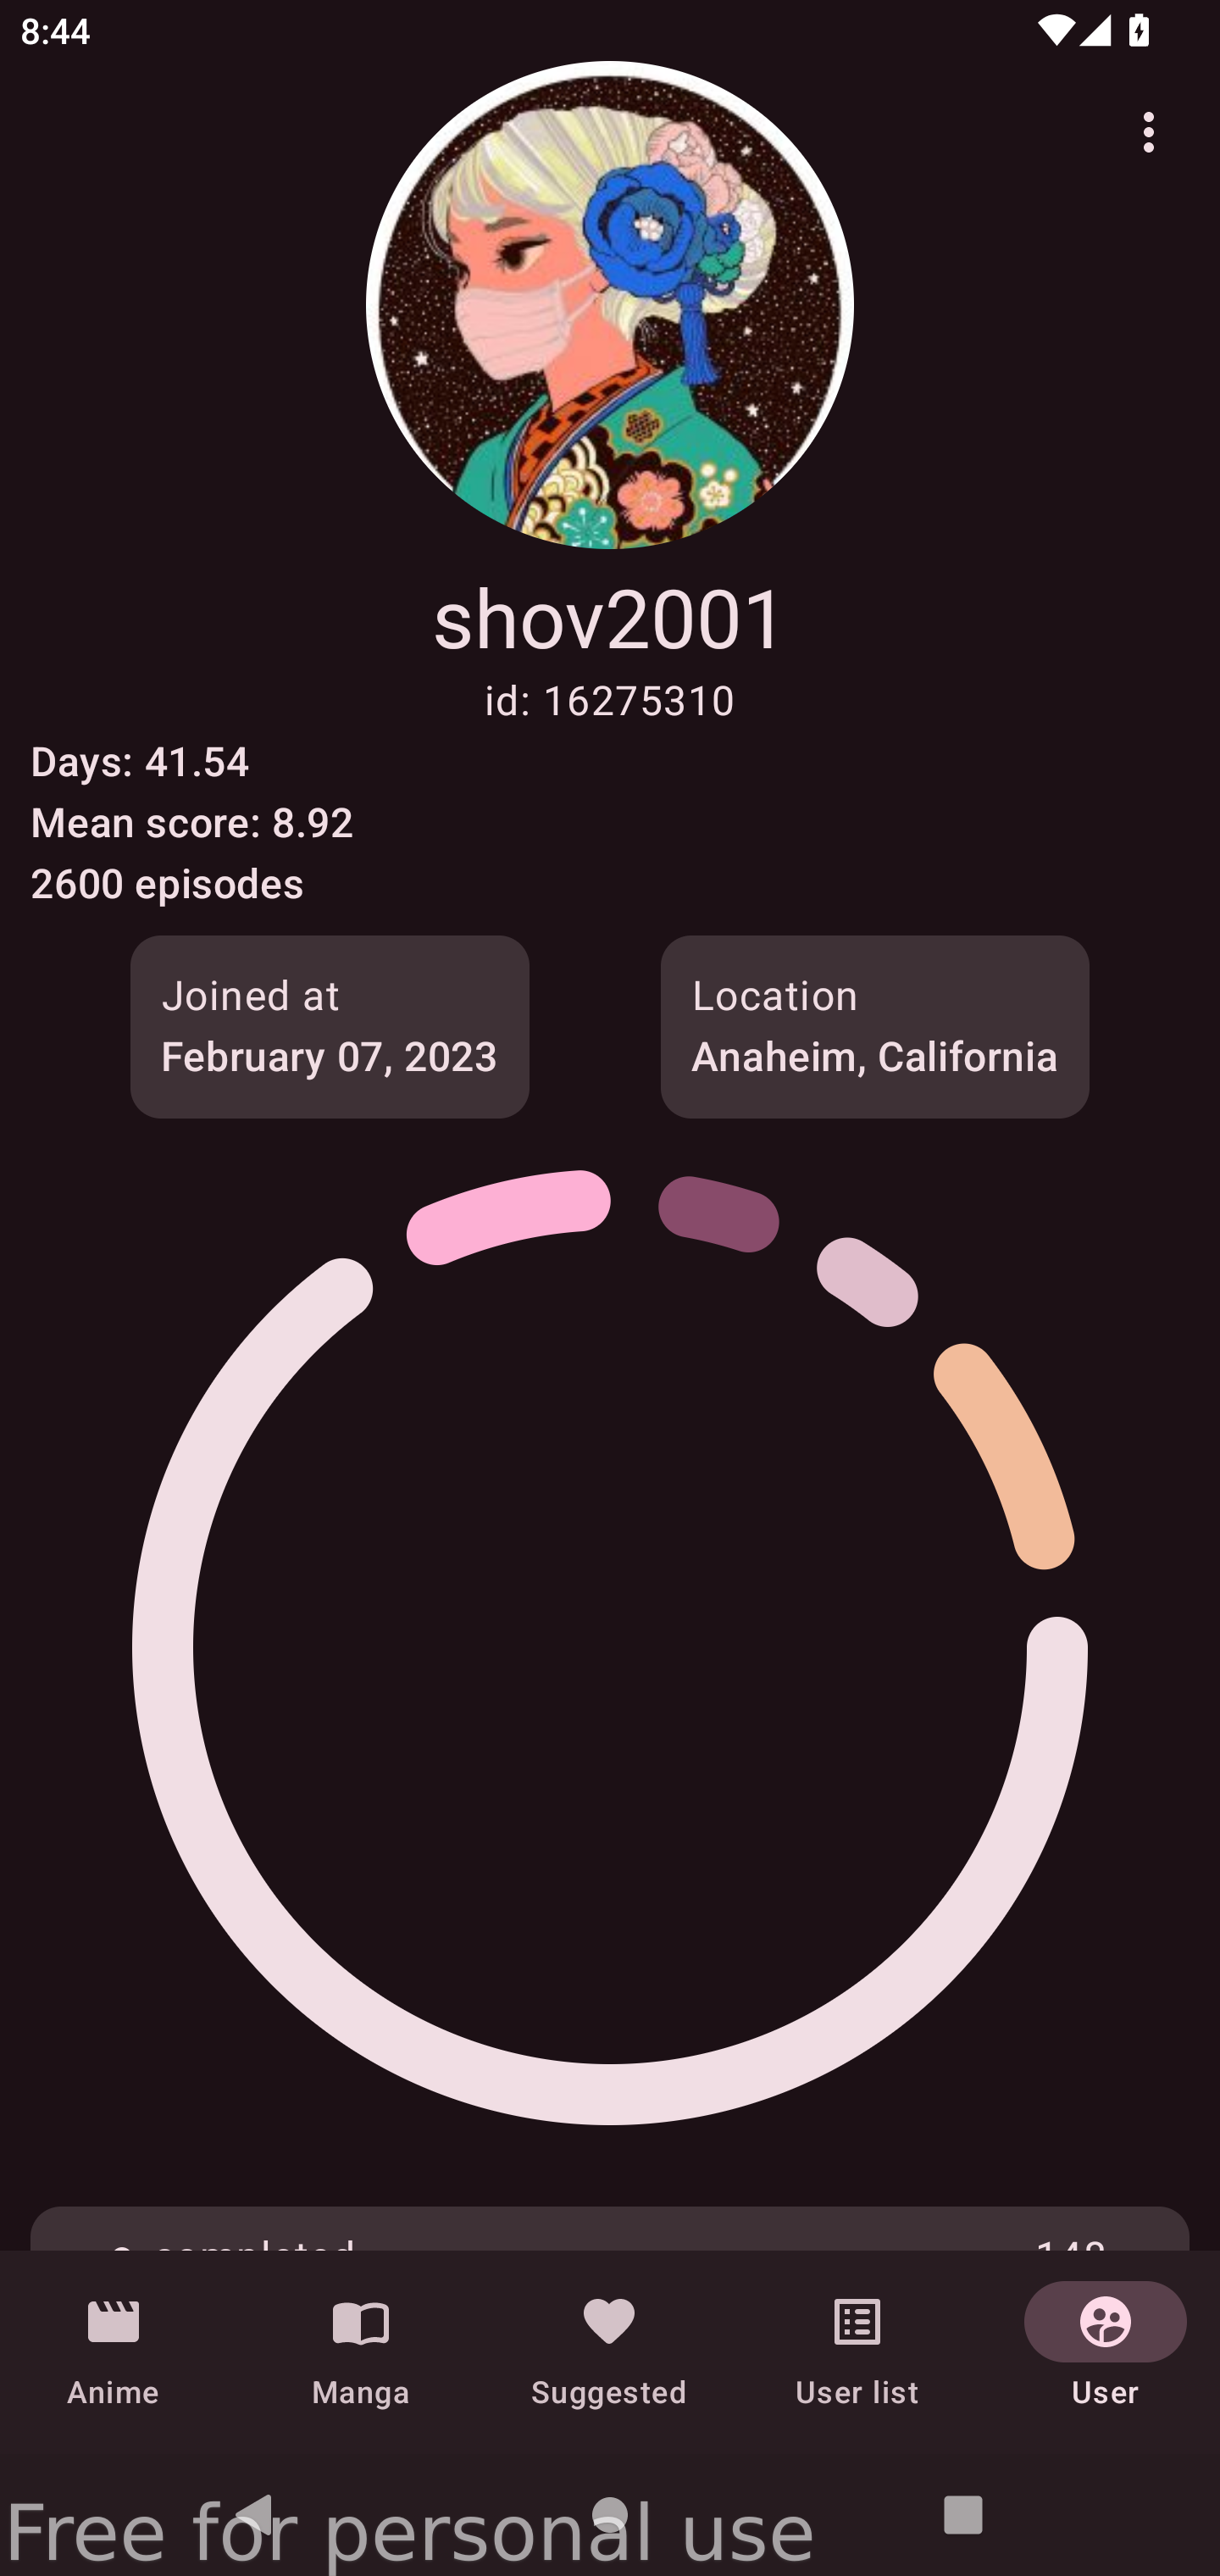 8:44
shov2001
id: 16275310
Days: 41.54
Mean score: 8.92
2600 episodes
Joined at
February 07, 2023
Location
Anaheim, California
completed
Anime
Manga
Suggested
User list
User
Free for personal use